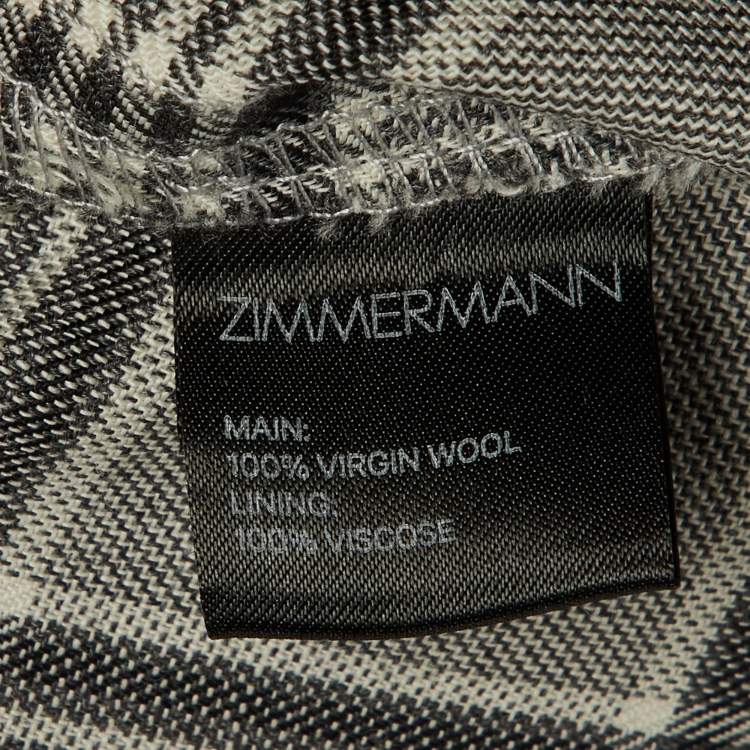 ZIMMERMANN
MAIN:
100% VIRGIN WOOL
LINING:
100% VISCOSE